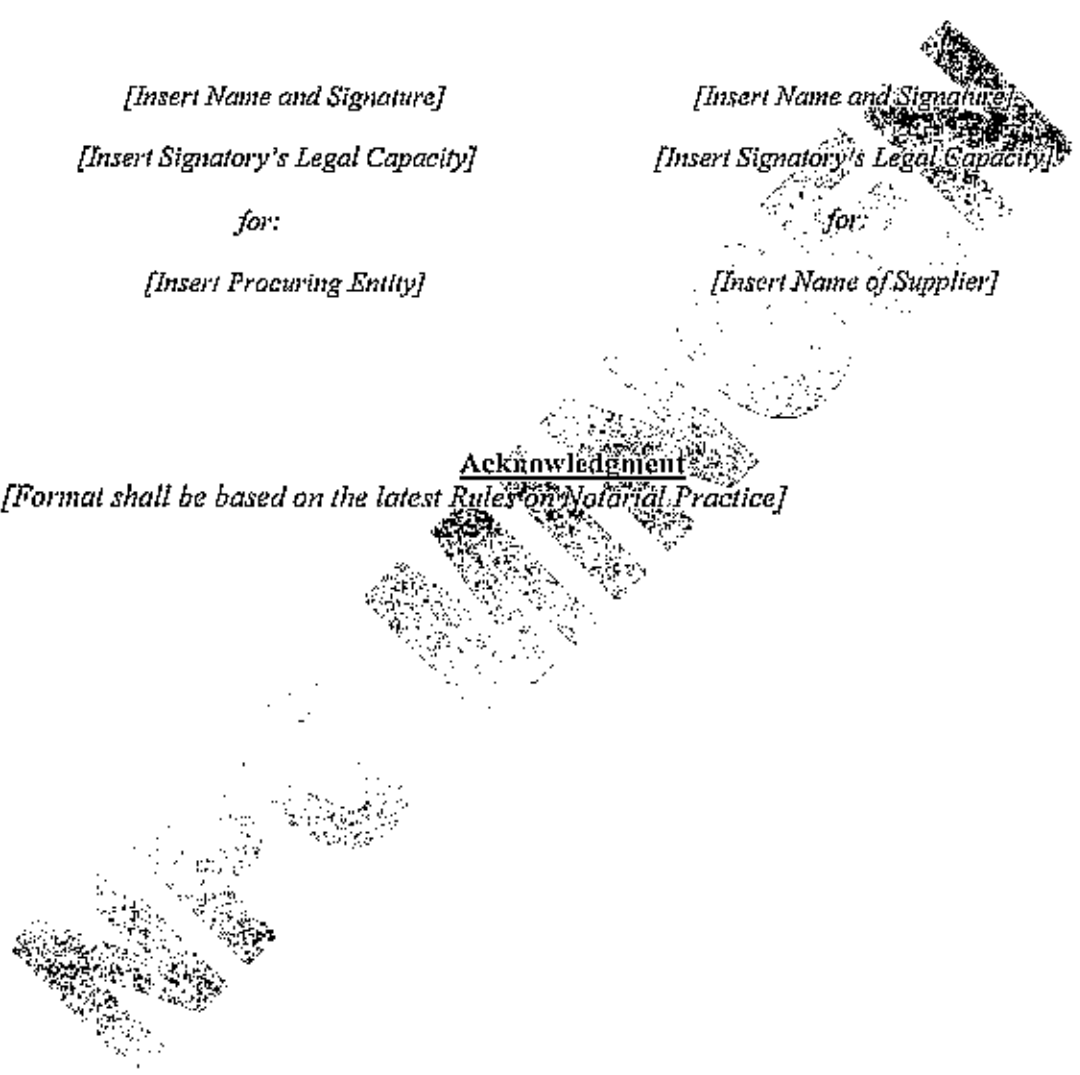 [Insert Name and Signature] [Insert Name and Signature]
[Insert Signatory's Legal Capacity] [Insert Signatory's Legal Capacity]
for: for:
[Insert Procuring Entity] [Insert Name of Supplier]
Acknowledgment
[Format shall be based on the latest Rules on Notarial Practice]